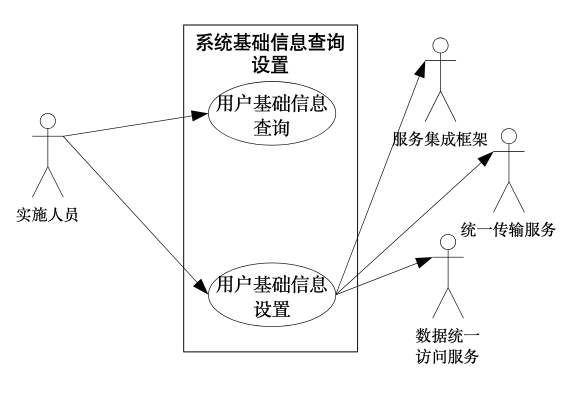 系统基础信息查询
设置
用户基础信息
查询
实施人员
用户基础信息
设置
服务集成框架
统一传输服务
数据统一
访问服务